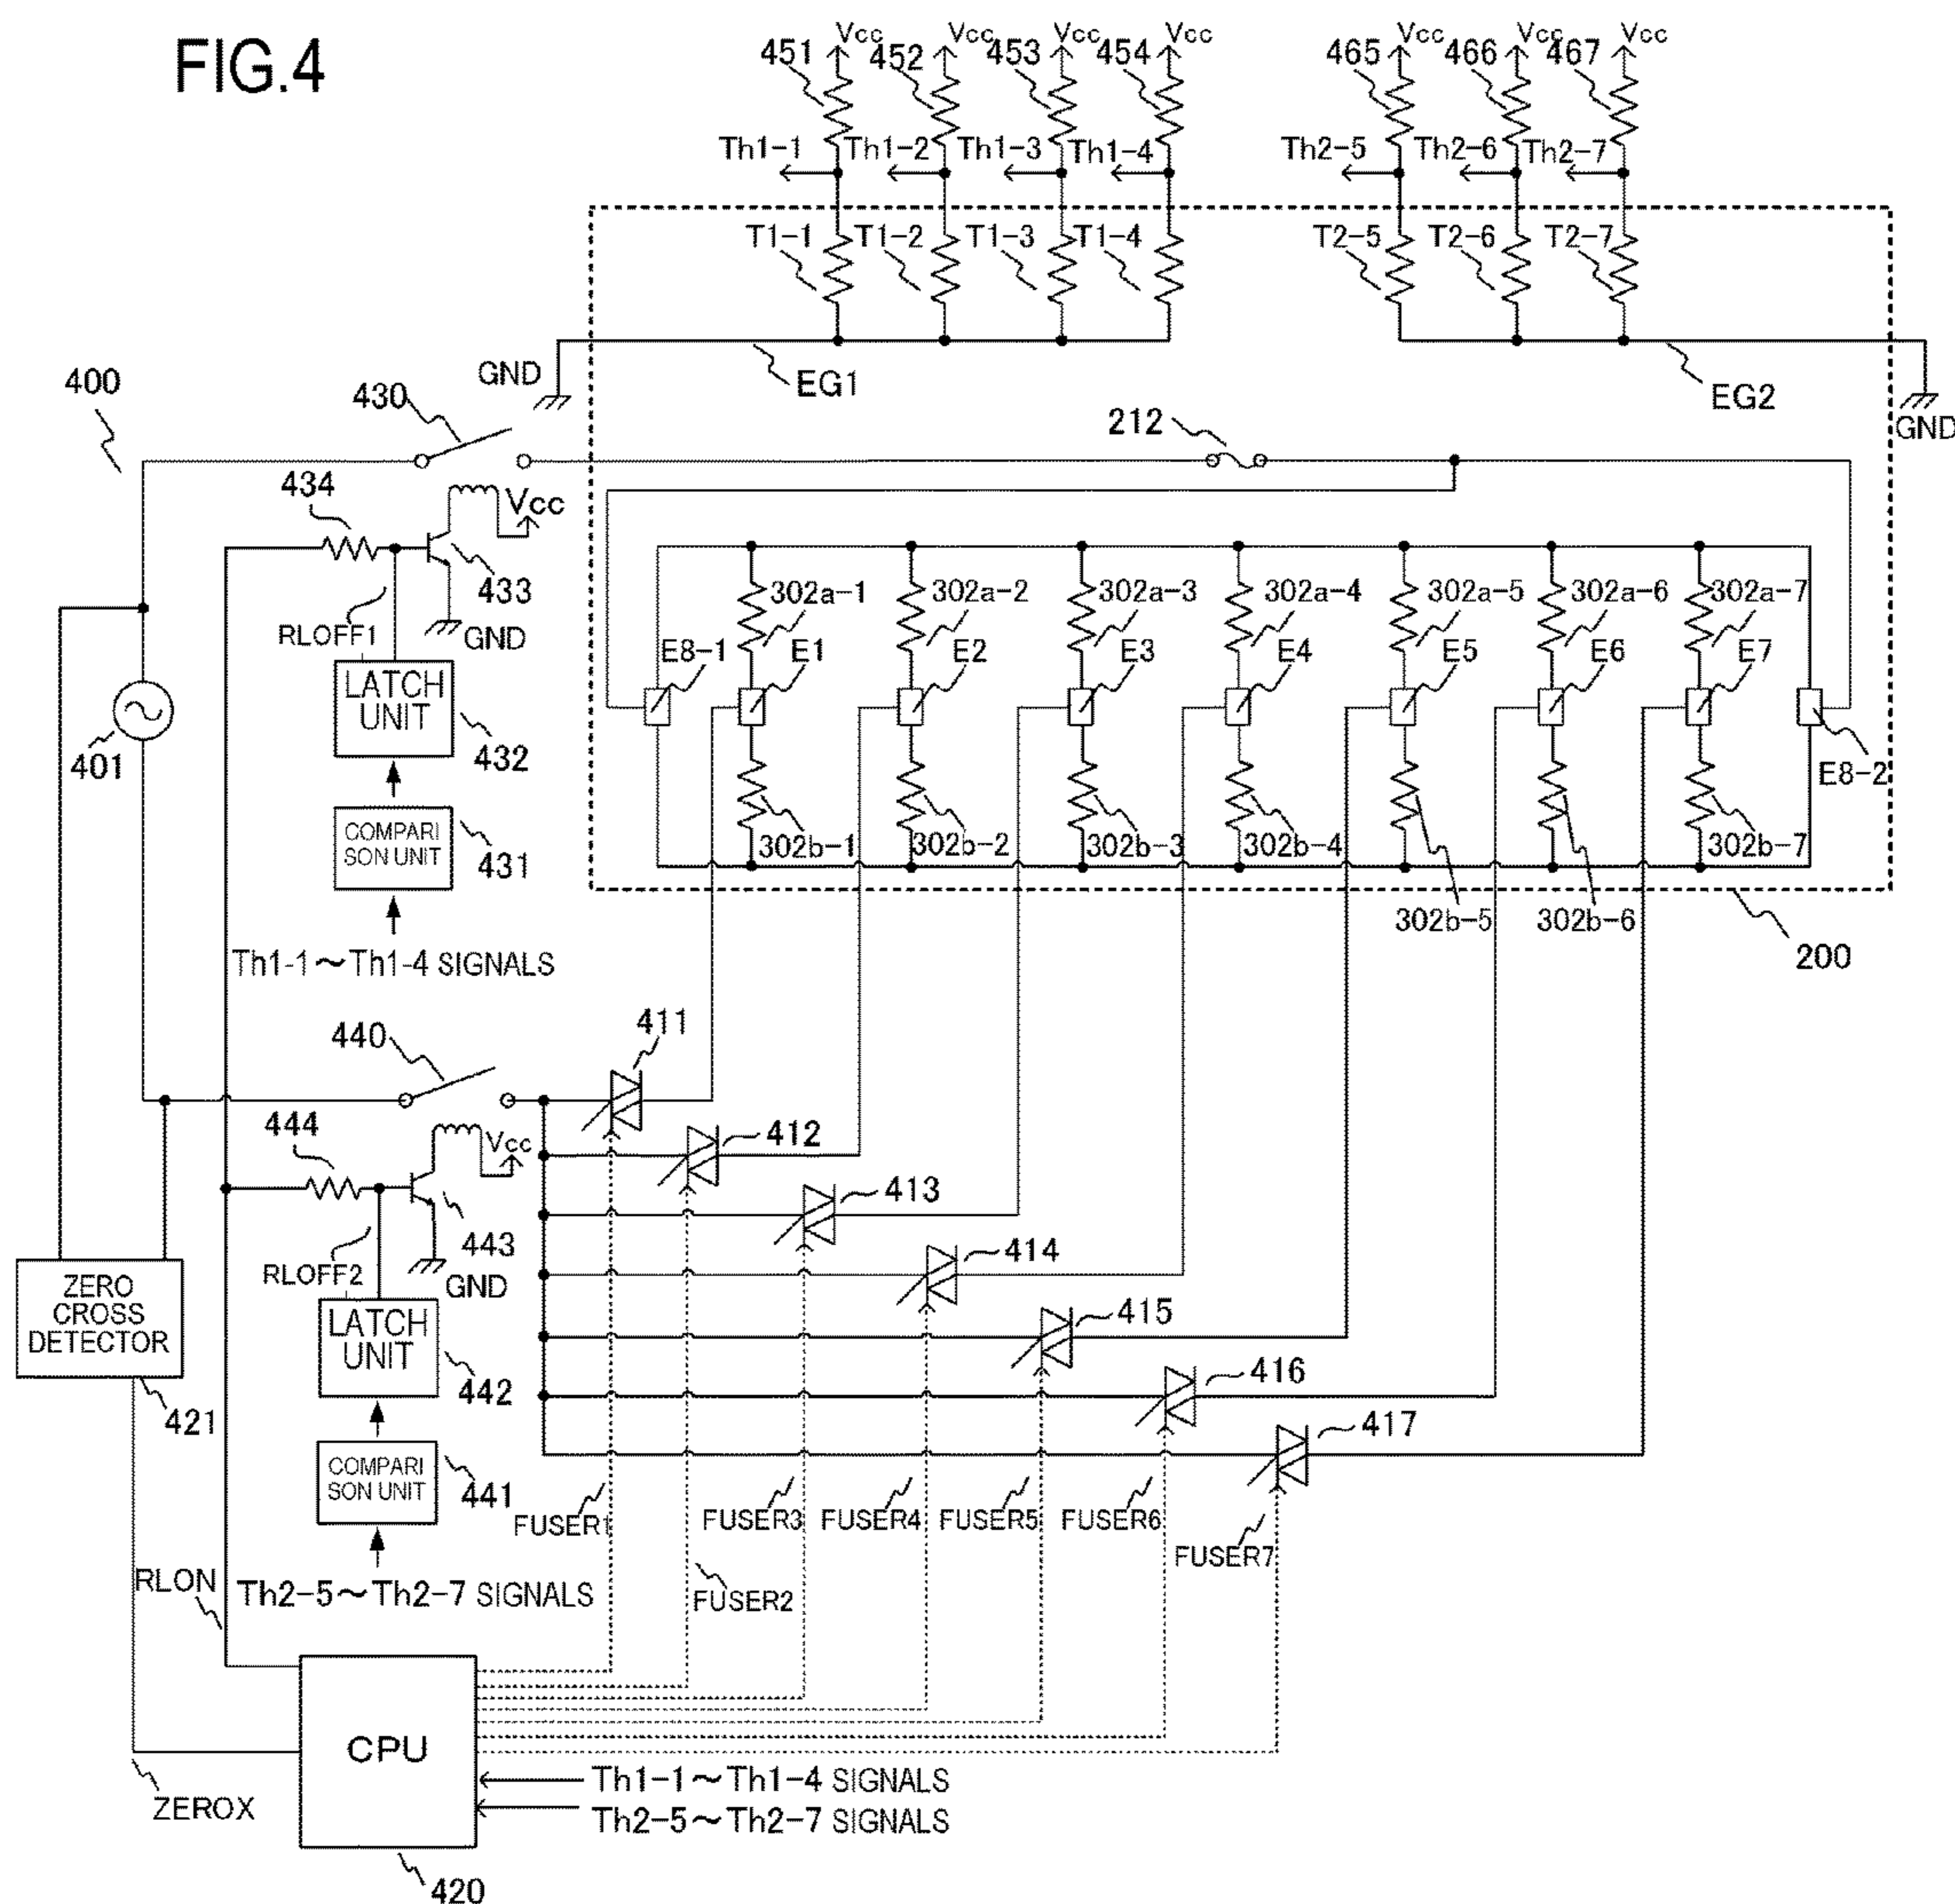 FIG.4
Vcc Vcc Vcc Vcc Vcc Vcc Vcc
451 452 453 454 465 466 467
Th1-1 Th1-2 Th1-3 Th1-4 Th2-5 Th2-6 Th2-7
T1-1 T1-2 T1-3 T1-4 T2-5 T2-6 T2-7
GND EG1 EG2 GND
400 430 212
434 Vcc
433
RLOFF1 GND
302a-1 302a-2 302a-3 302a-4 302a-5 302a-6 302a-7
E8-1 E1 E2 E3 E4 E5 E6 E7
LATCH
UNIT
401 432 E8-2
COMPARI
SON UNIT
431
302b-1 302b-2 302b-3 302b-4 302b-7
302b-5 302b-6
Th1-1~Th1-4 SIGNALS
200
440 411
444 Vcc 412
443 413
RLOFF2 GND 414
ZERO
CROSS
DETECTOR
LATCH
UNIT
415
421 442 416
417
COMPARI
SON UNIT
441
FUSER1 FUSER3 FUSER4 FUSER5 FUSER6
FUSER7
RLON Th2-5~Th2-7 SIGNALS FUSER2
CPU
Th1-1~Th1-4 SIGNALS
ZEROX Th2-5~Th2-7 SIGNALS
420